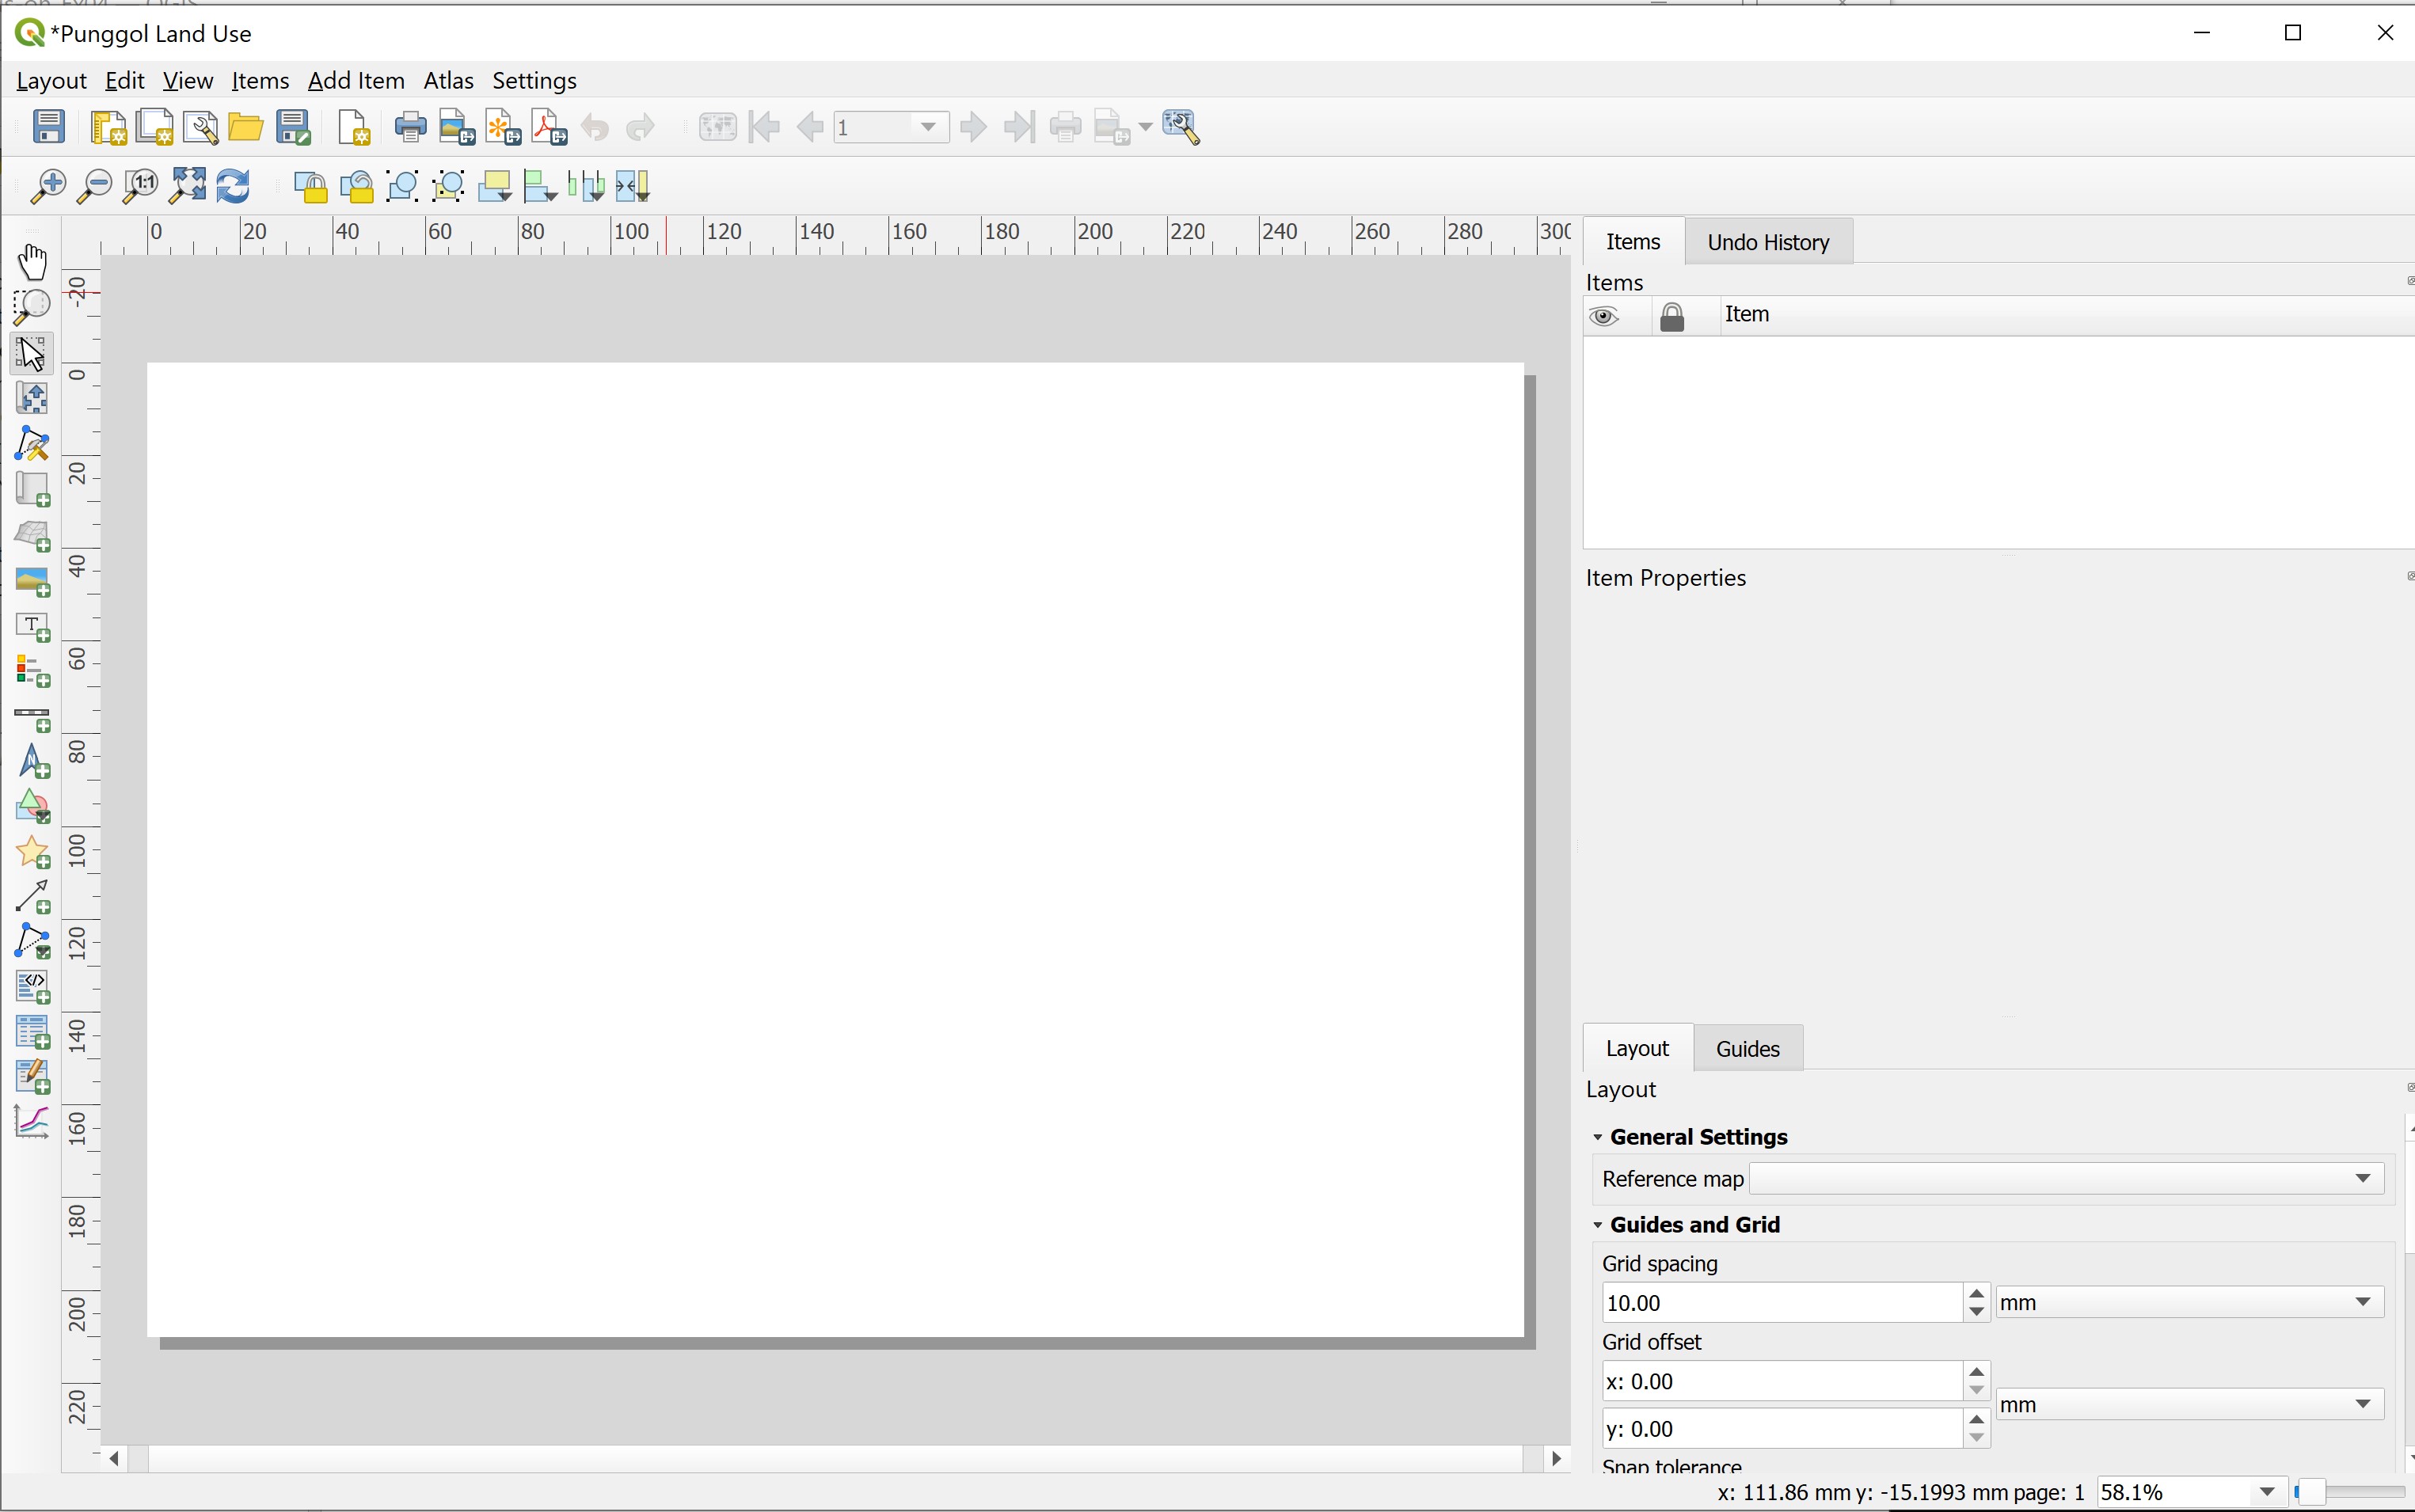 *Punggol Land Use
Layout Edit View Items Add Item Atlas Settings
1
1:1
0 20 40 60 80 100 120 140 160 180 200 220 240 260 280 300
-20
0
20
40
60
80
100
120
140
160
180
200
220
T
N
</>
Items Undo History
Items
Item
Item Properties
Layout Guides
Layout
General Settings
Reference map
Guides and Grid
Grid spacing
10.00 mm
Grid offset
x: 0.00
mm
y: 0.00
Snap tolerance
x: 111.86 mm y: -15.1993 mm page: 1 58.1%